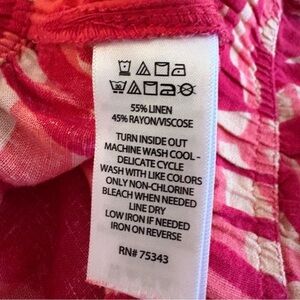 55% LINEN
45% RAYON/VISCOSE
TURN INSIDE OUT
MACHINE WASH COOL -
DELICATE CYCLE
WASH WITH LIKE COLORS
ONLY NON-CHLORINE
BLEACH WHEN NEEDED
LINE DRY
LOW IRON IF NEEDED
IRON ON REVERSE
RN# 75343